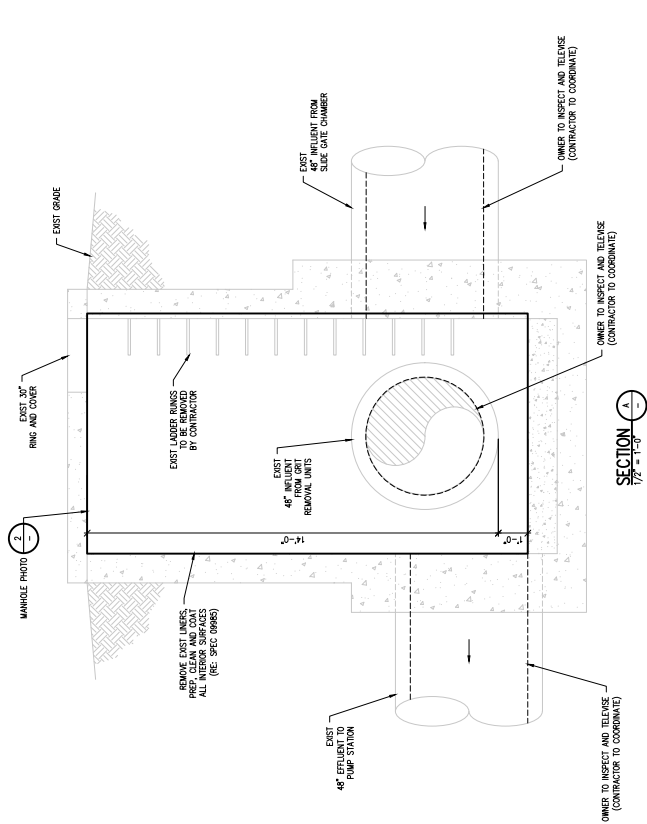 MANHOLE PHOTO
2
-
EXIST 30"
RING AND COVER
EXIST GRADE
REMOVE EXIST LINERS,
PREP, CLEAN AND COAT
ALL INTERIOR SURFACES
(RE: SPEC 09985)
EXIST LADDER RUNGS
TO BE REMOVED
BY CONTRACTOR
EXIST
48" INFLUENT FROM
SLIDE GATE CHAMBER
EXIST
48" INFLUENT
FROM GRIT
REMOVAL UNITS
14'-0"
1'-0"
EXIST
48" EFFLUENT TO
PUMP STATION
OWNER TO INSPECT AND TELEVISE
(CONTRACTOR TO COORDINATE)
OWNER TO INSPECT AND TELEVISE
(CONTRACTOR TO COORDINATE)
OWNER TO INSPECT AND TELEVISE
(CONTRACTOR TO COORDINATE)
SECTION
1/2" = 1'-0"
A
-